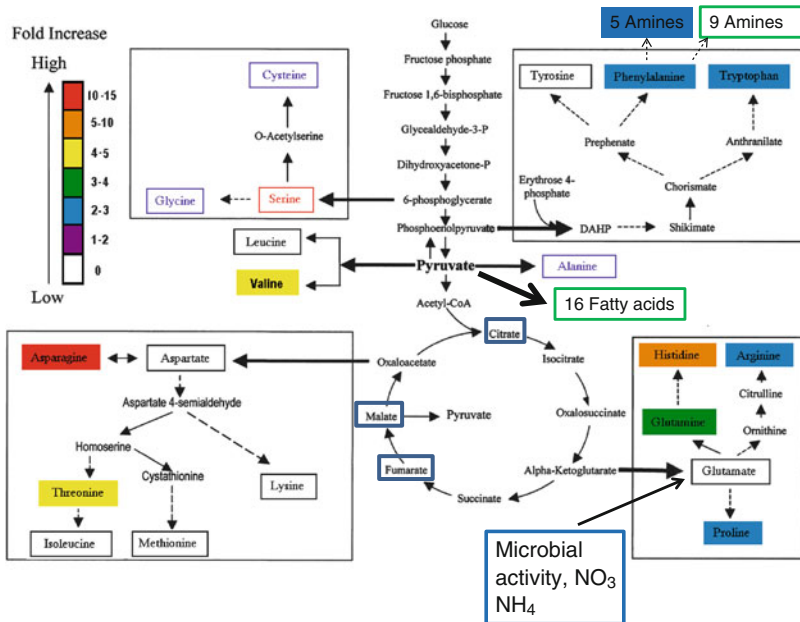 Fold Increase
High
10-15
5-10
4-5
3-4
2-3
1-2
0
Low
Cysteine
O-Acetylserine
Glycine
Serine
Leucine
Valine
Glucose
Fructose phosphate
Fructose 1,6-bisphosphate
Glycealdehyde-3-P
Dihydroxyacetone-P
6-phosphoglycerate
Phosphoenolpyruvate
Pyruvate
Alanine
Acetyl-CoA
16 Fatty acids
5 Amines
9 Amines
Tyrosine
Phenylalanine
Tryptophan
Prephenate
Anthranilate
Chorismate
Erythrose 4-
phosphate
DAHP
Shikimate
Asparagine
Aspartate
Aspartate 4-semialdehyde
Homoserine
Cystathionine
Lysine
Threonine
Isoleucine
Methionine
Citrate
Oxaloacetate
Isocitrate
Malate
Pyruvate
Oxalosuccinate
Fumarate
Alpha-Ketoglutarate
Succinate
Histidine
Arginine
Citrulline
Glutamine
Ornithine
Glutamate
Proline
Microbial
activity, NO3
NH4